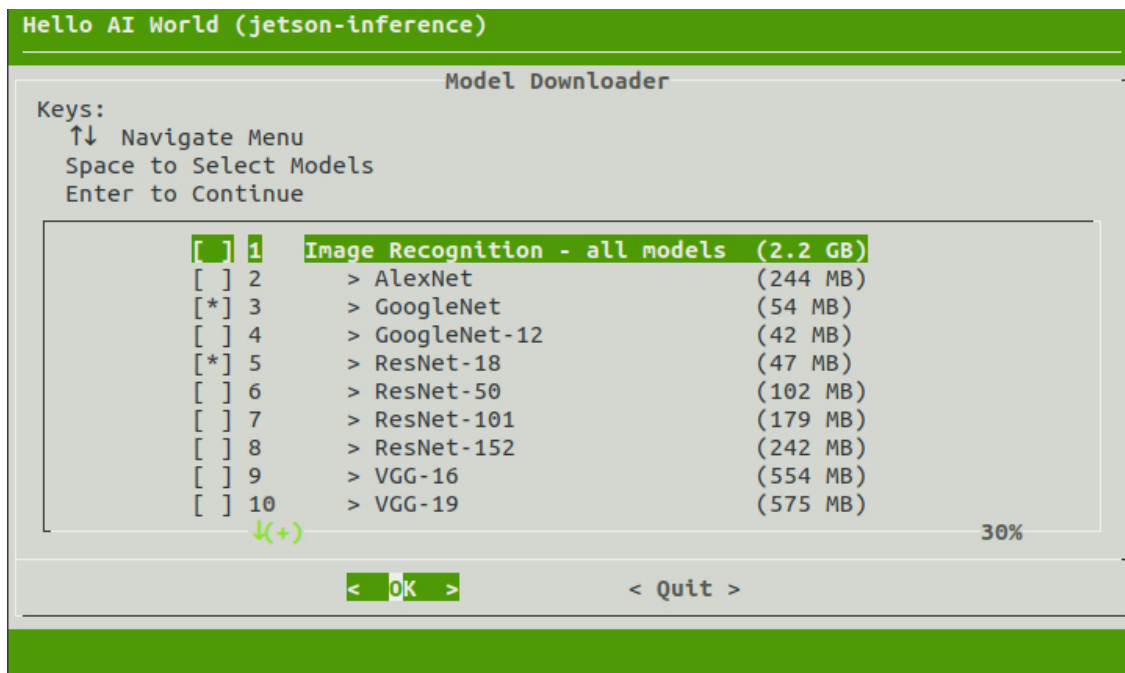 Hello AI World (jetson-inference)
Model Downloader
Keys:
↑↓ Navigate Menu
Space to Select Models
Enter to Continue
[ ] 1 Image Recognition - all models (2.2 GB)
[ ] 2 > AlexNet (244 MB)
[*] 3 > GoogleNet (54 MB)
[ ] 4 > GoogleNet-12 (42 MB)
[*] 5 > ResNet-18 (47 MB)
[ ] 6 > ResNet-50 (102 MB)
[ ] 7 > ResNet-101 (179 MB)
[ ] 8 > ResNet-152 (242 MB)
[ ] 9 > VGG-16 (554 MB)
[ ] 10 > VGG-19 (575 MB)
↓(+) 30%
< OK > < Quit >